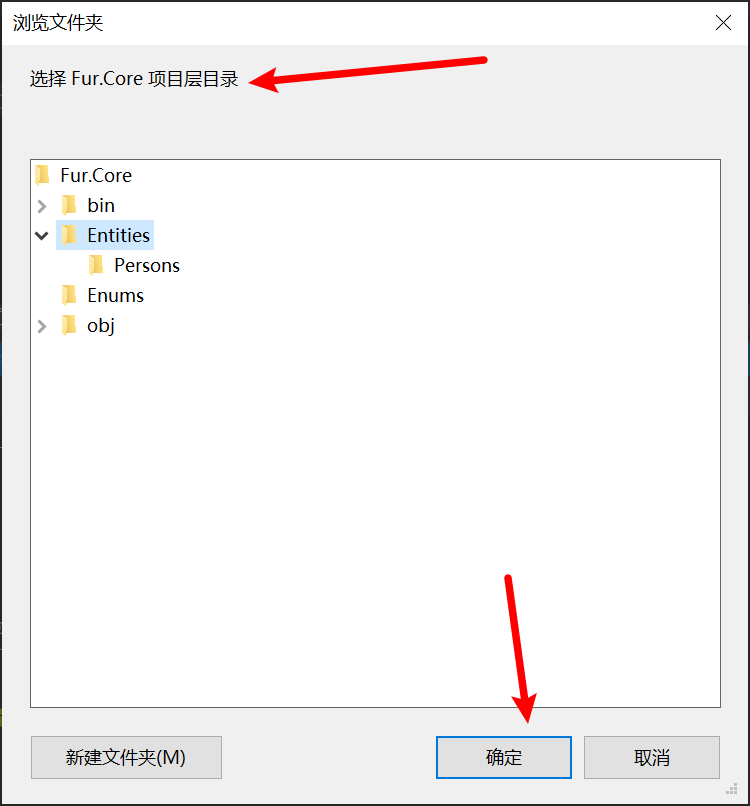 浏览文件夹
选择 Fur.Core 项目层目录
Fur.Core
bin
Entities
Persons
Enums
obj
新建文件夹(M)
确定
取消